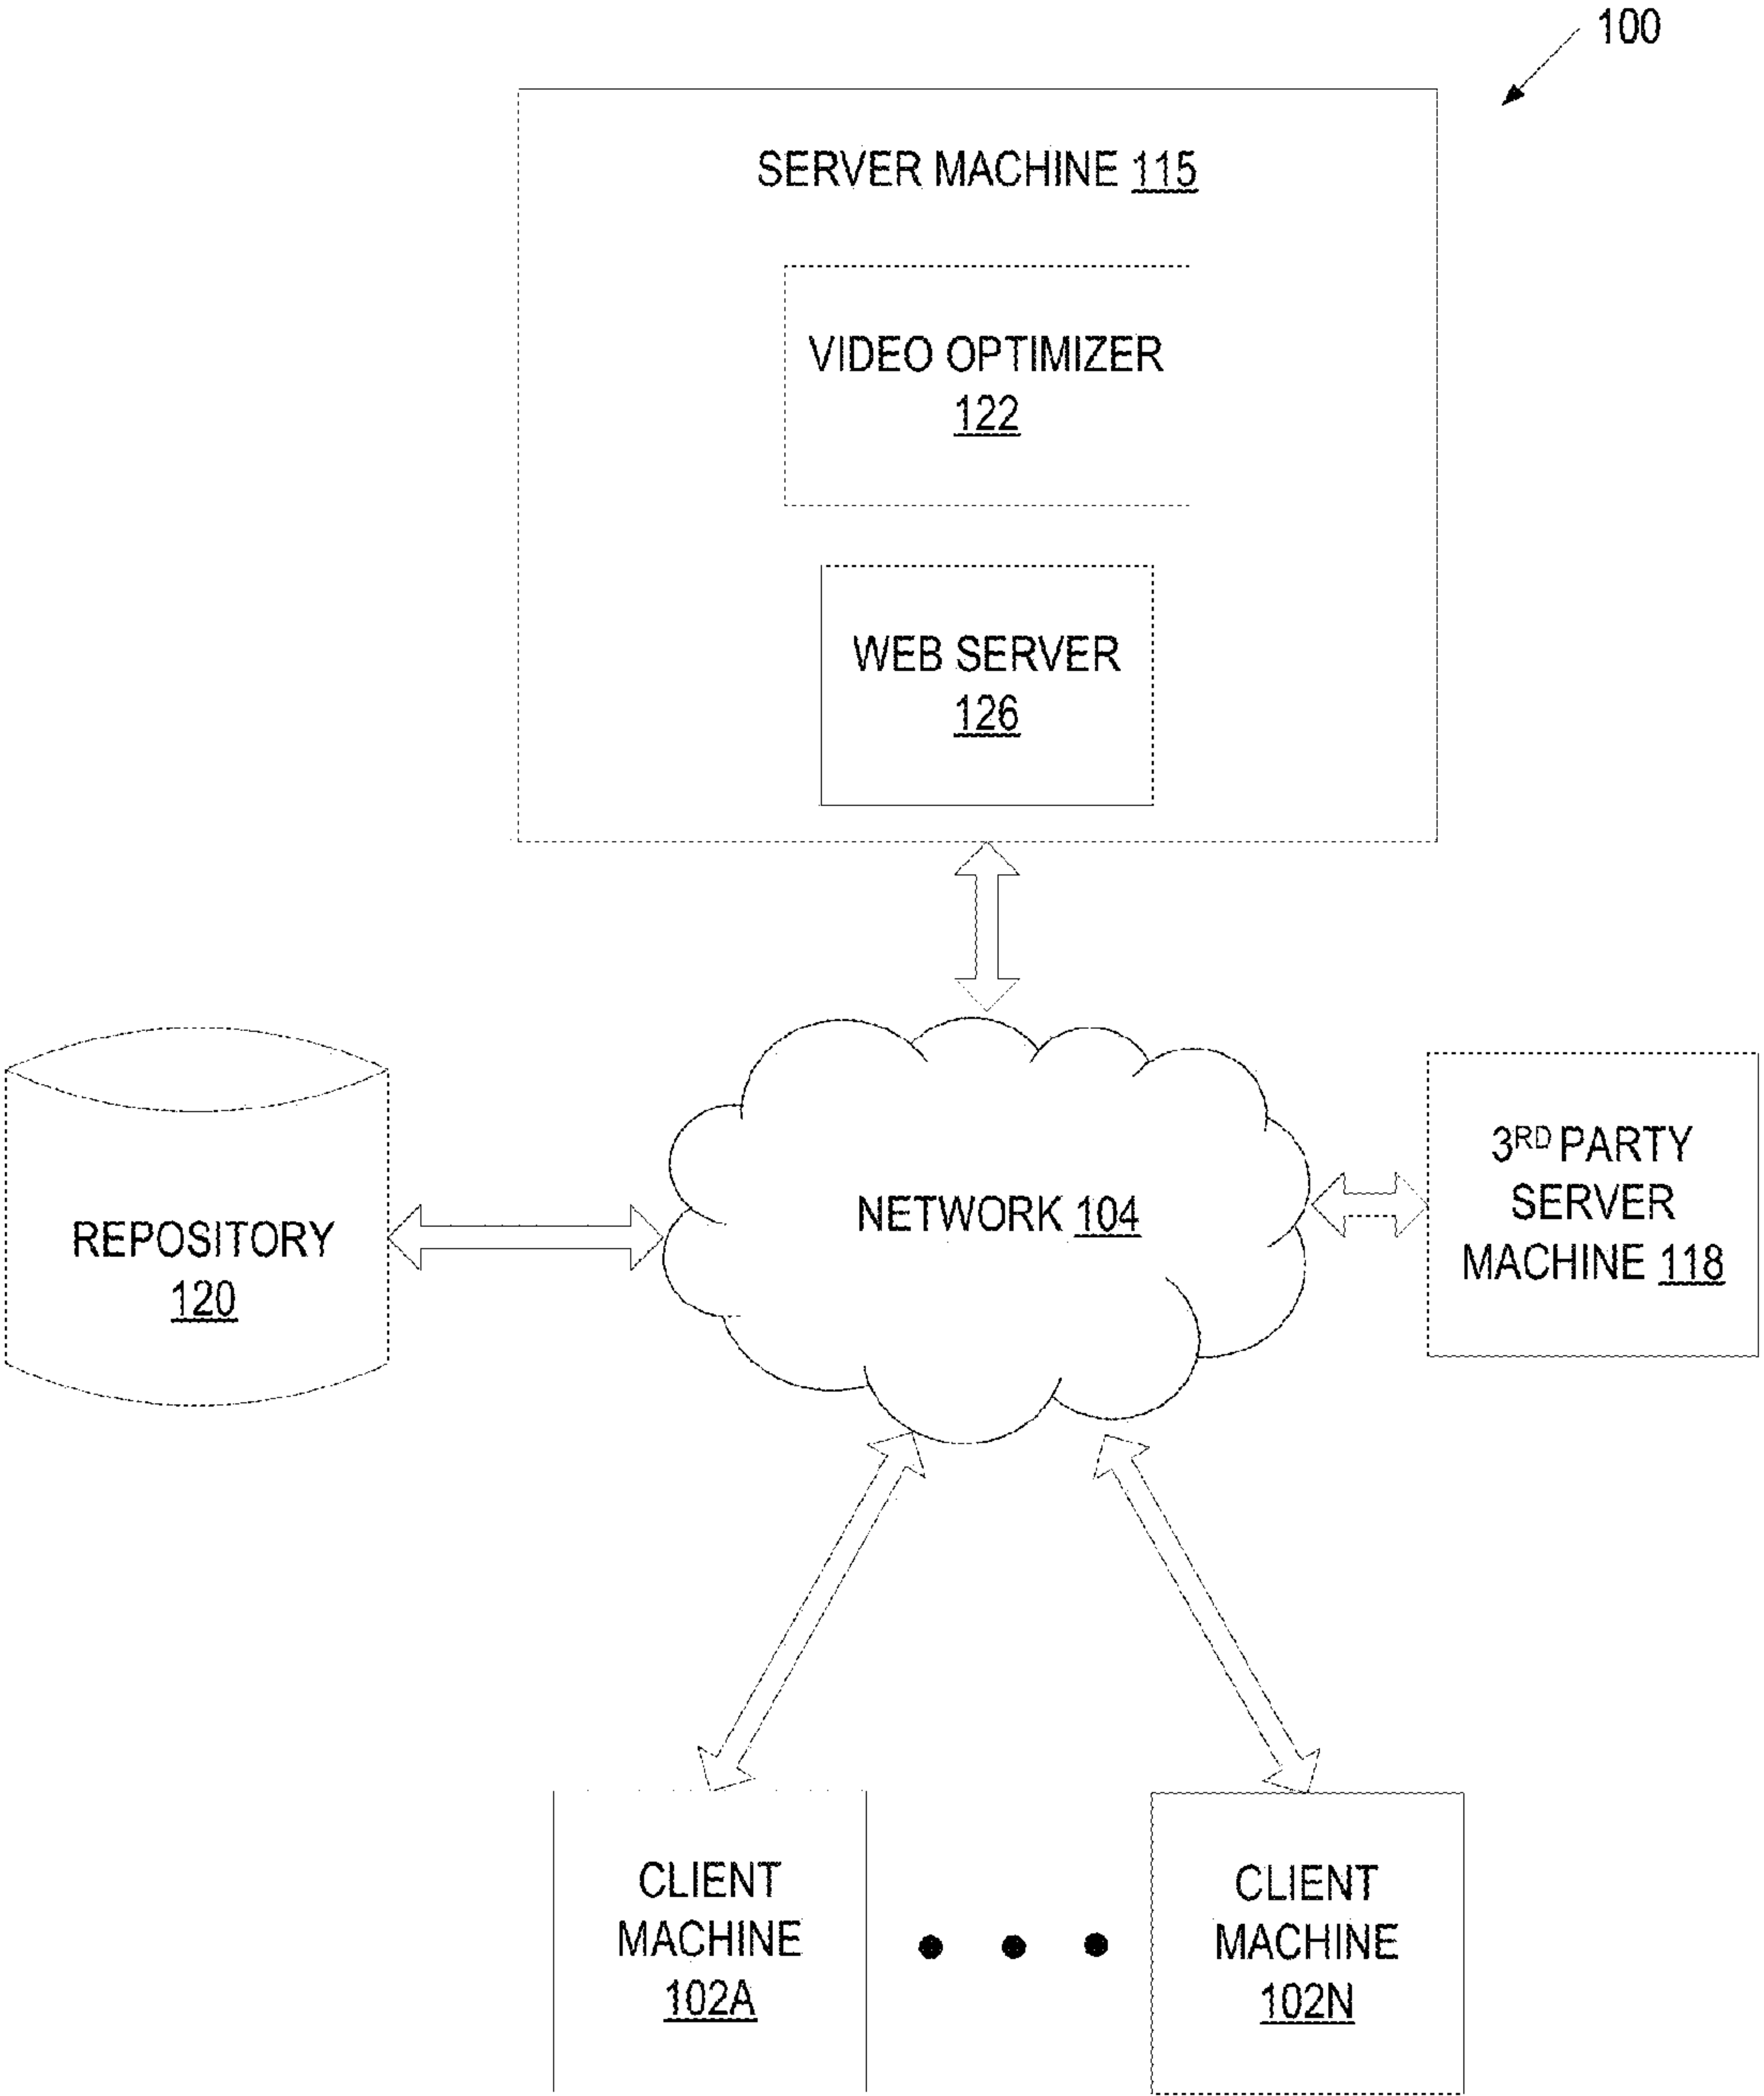 100
SERVER MACHINE 115
VIDEO OPTIMIZER
122
WEB SERVER
126
REPOSITORY
120
NETWORK 104
3RD PARTY
SERVER
MACHINE 118
CLIENT
MACHINE
102A
CLIENT
MACHINE
102N